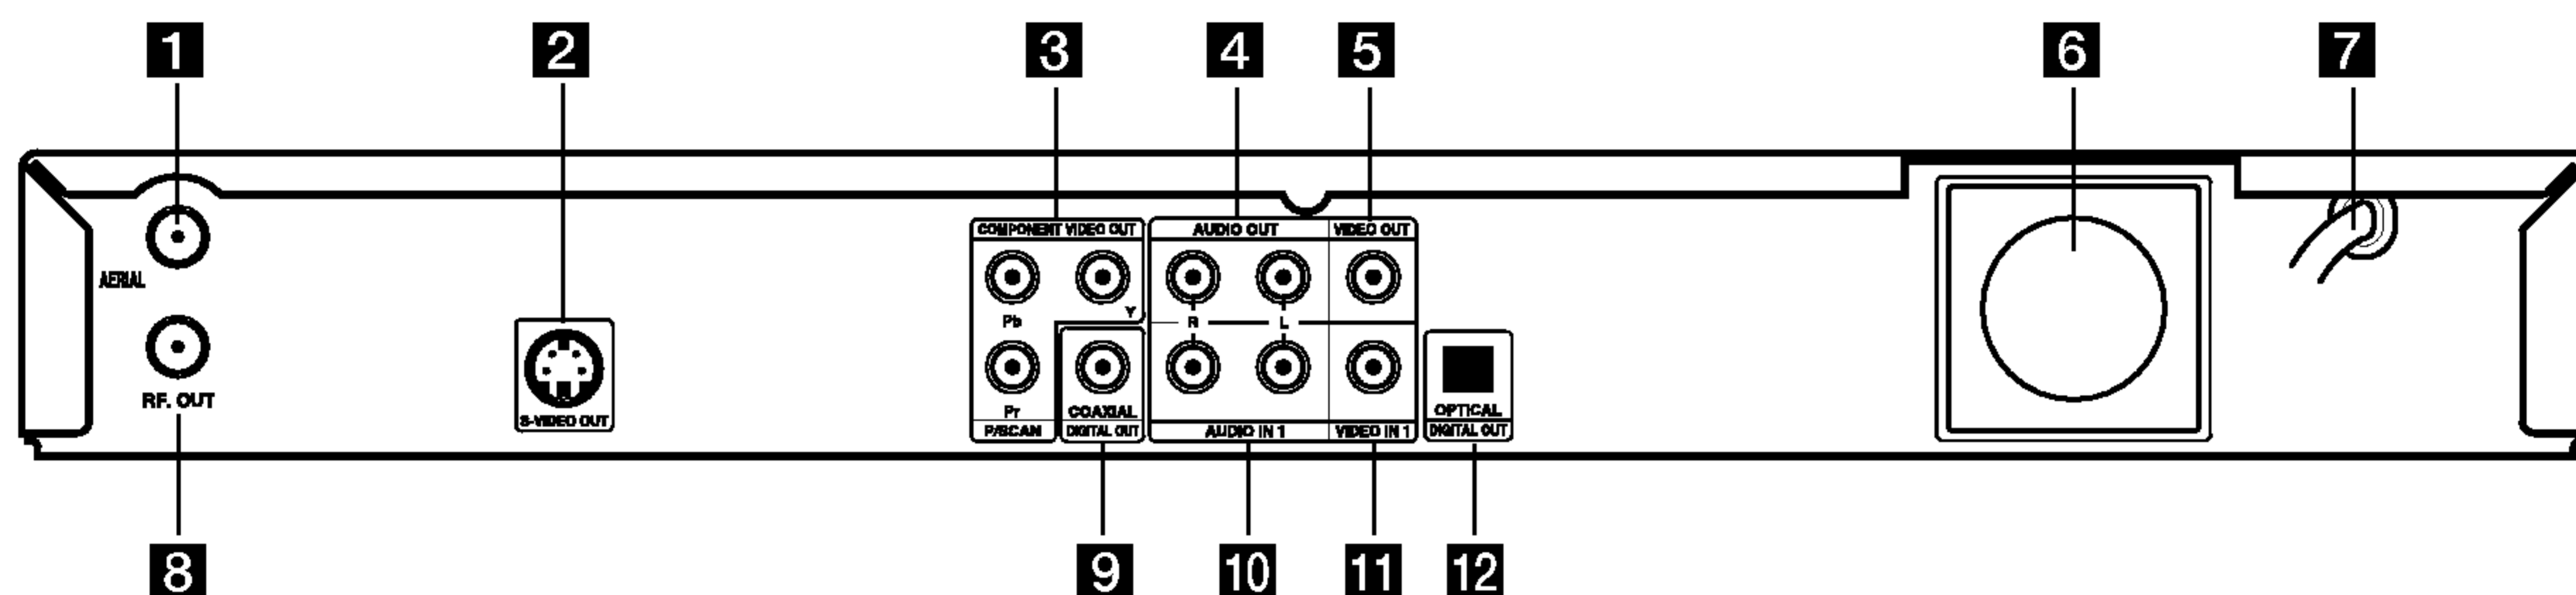 1 2 3 4 5 6 7
COMPONENT VIDEO OUT AUDIO OUT VIDEO OUT
AERIAL
Y
Pb R L
RF. OUT
Pr COAXIAL OPTICAL
S-VIDEO OUT P/SCAN DIGITAL OUT AUDIO IN 1 VIDEO IN 1 DIGITAL OUT
8 9 10 11 12